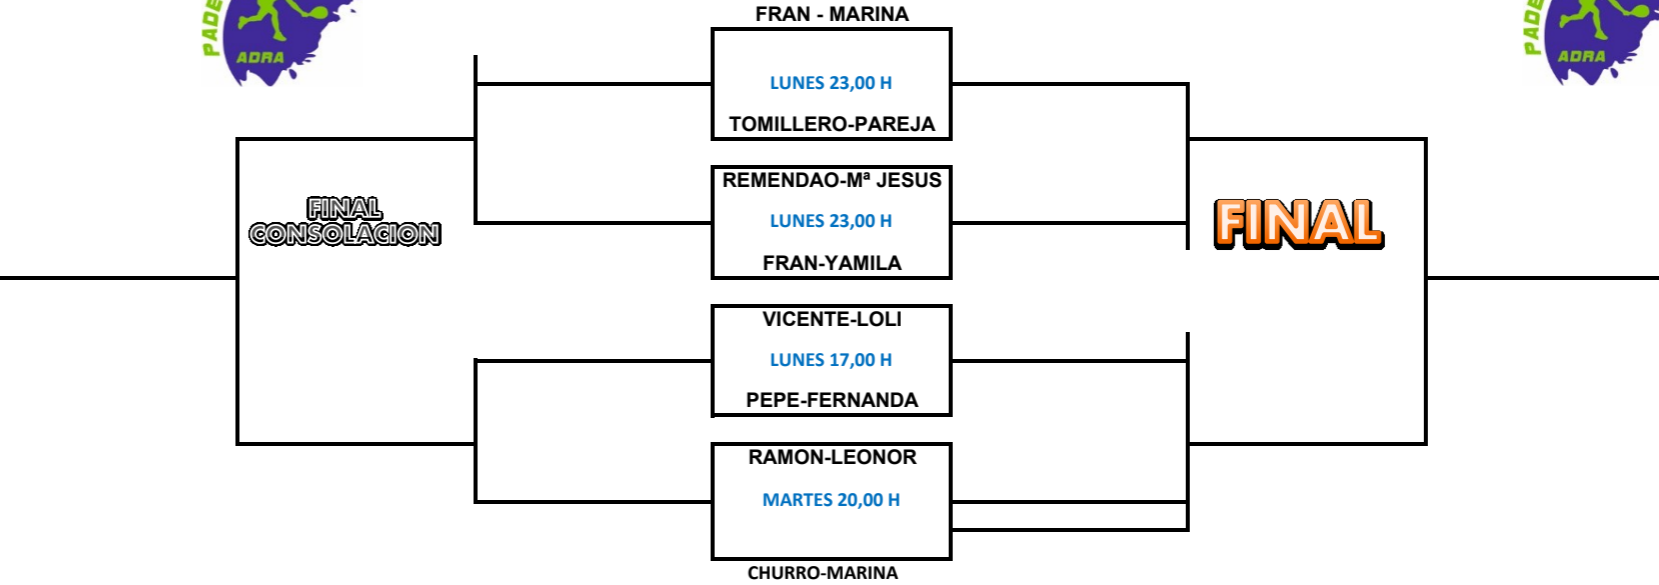 PADE
ADRA
FRAN - MARINA
PADE
ADRA
LUNES 23,00 H
TOMILLERO-PAREJA
REMENDAO-Mª JESUS
LUNES 23,00 H
FRAN-YAMILA
FINAL
CONSOLACION
FINAL
VICENTE-LOLI
LUNES 17,00 H
PEPE-FERNANDA
RAMON-LEONOR
MARTES 20,00 H
CHURRO-MARINA